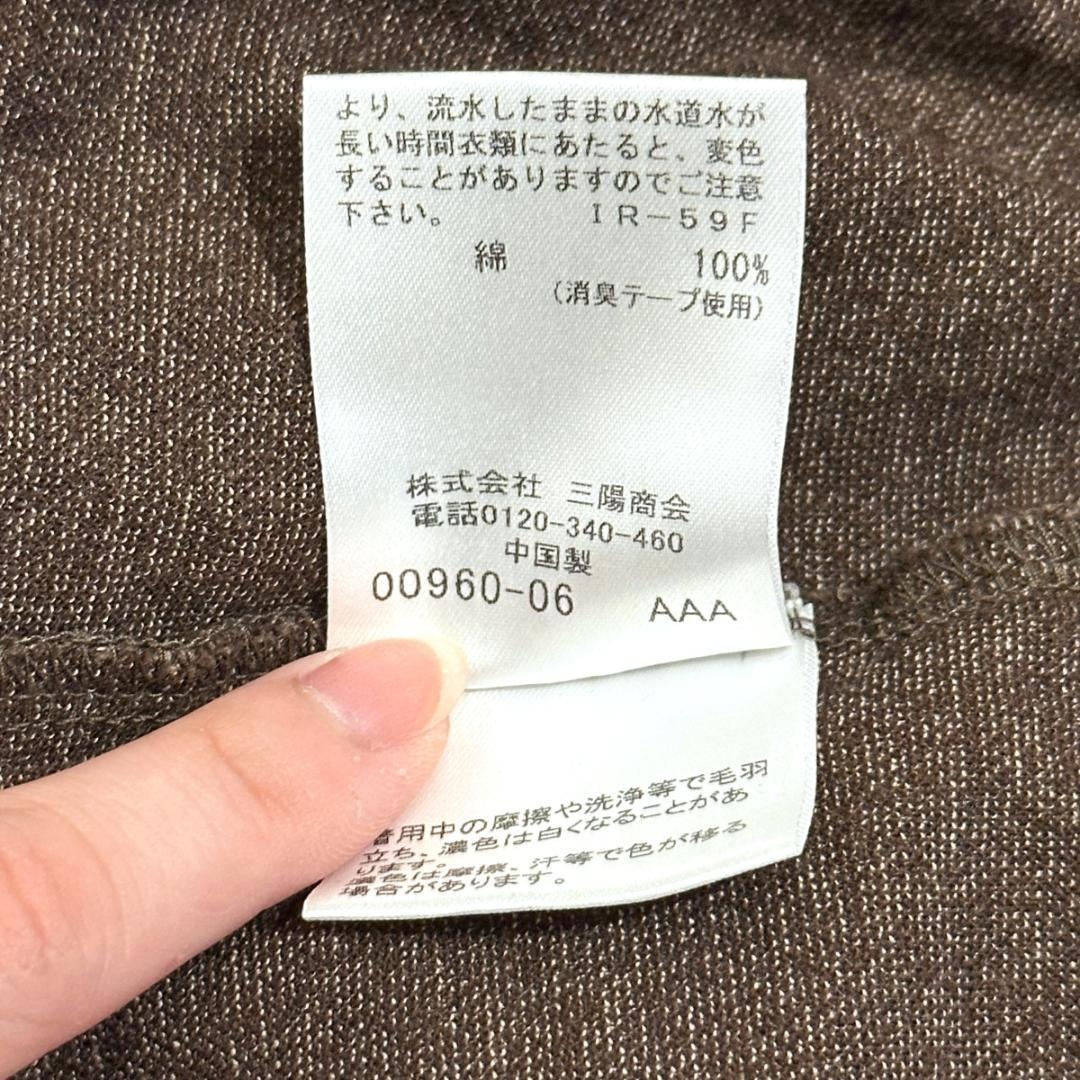 より、流水したままの水道水が
長い時間衣類にあたると、変色
することがありますのでご注意
下さい。 IR-59F
綿 100%
(消臭テープ使用)
株式会社 三陽商会
電話0120-340-460
中国製
00960-06 AAA
着用中の摩擦や洗浄等で毛羽
立ち、濃色は白くなることがあ
ります。
濃色は摩擦、汗等で色が移る
場合があります。